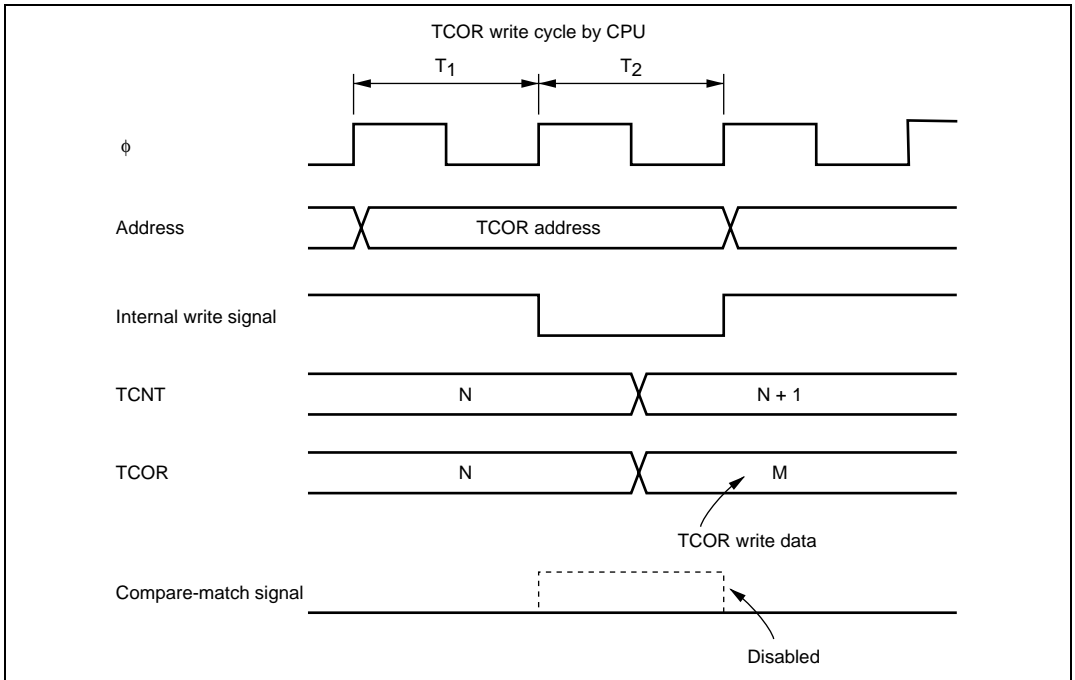 TCOR write cycle by CPU
T1 T2
φ
Address TCOR address
Internal write signal
TCNT N N + 1
TCOR N M
TCOR write data
Compare-match signal
Disabled